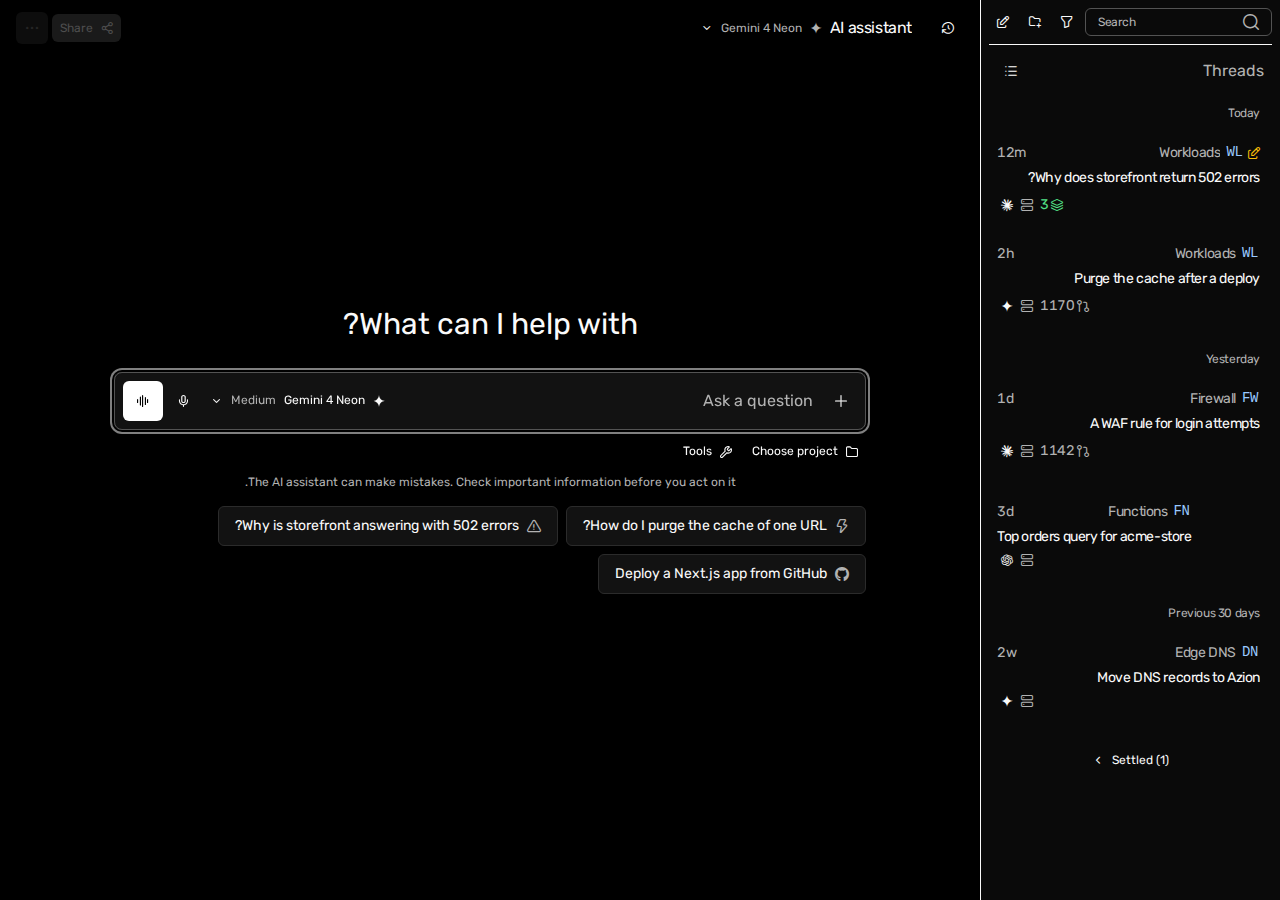 Share
Gemini 4 Neon
AI assistant
Search
Threads
Today
12m
Workloads WL
?Why does storefront return 502 errors
3
2h
Workloads WL
Purge the cache after a deploy
1170
Yesterday
1d
Firewall FW
A WAF rule for login attempts
1142
3d
Functions FN
Top orders query for acme-store
Previous 30 days
2w
Edge DNS DN
Move DNS records to Azion
Settled (1)
?What can I help with
Medium Gemini 4 Neon
Ask a question
Tools
Choose project
.The AI assistant can make mistakes. Check important information before you act on it
?Why is storefront answering with 502 errors
?How do I purge the cache of one URL
Deploy a Next.js app from GitHub